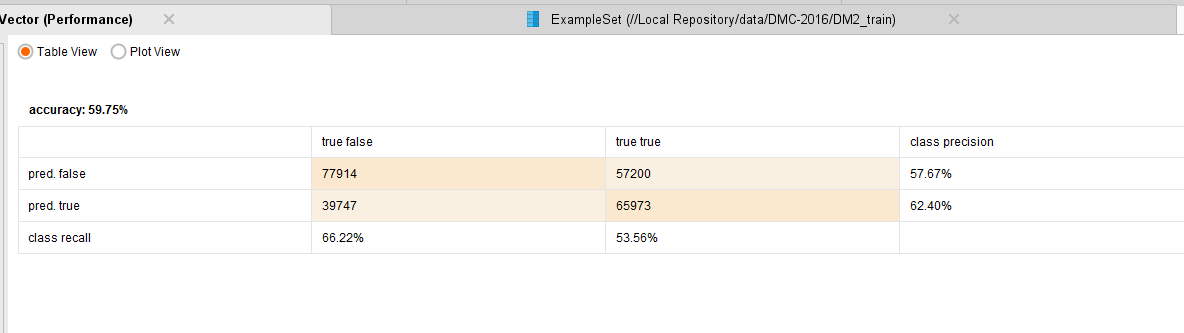 Vector (Performance) ExampleSet (//Local Repository/data/DMC-2016/DM2_train)
Table View Plot View
accuracy: 59.75%
true false true true class precision
pred. false 77914 57200 57.67%
pred. true 39747 65973 62.40%
class recall 66.22% 53.56%